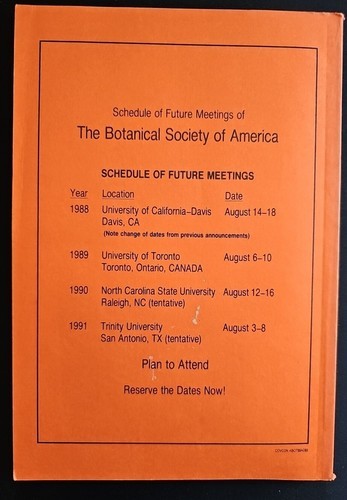 Schedule of Future Meetings of
The Botanical Society of America
SCHEDULE OF FUTURE MEETINGS
Year Location Date
1988 University of California–Davis August 14–18
Davis, CA
(Note change of dates from previous announcements)
1989 University of Toronto August 6–10
Toronto, Ontario, CANADA
1990 North Carolina State University August 12–16
Raleigh, NC (tentative)
1991 Trinity University August 3–8
San Antonio, TX (tentative)
Plan to Attend
Reserve the Dates Now!